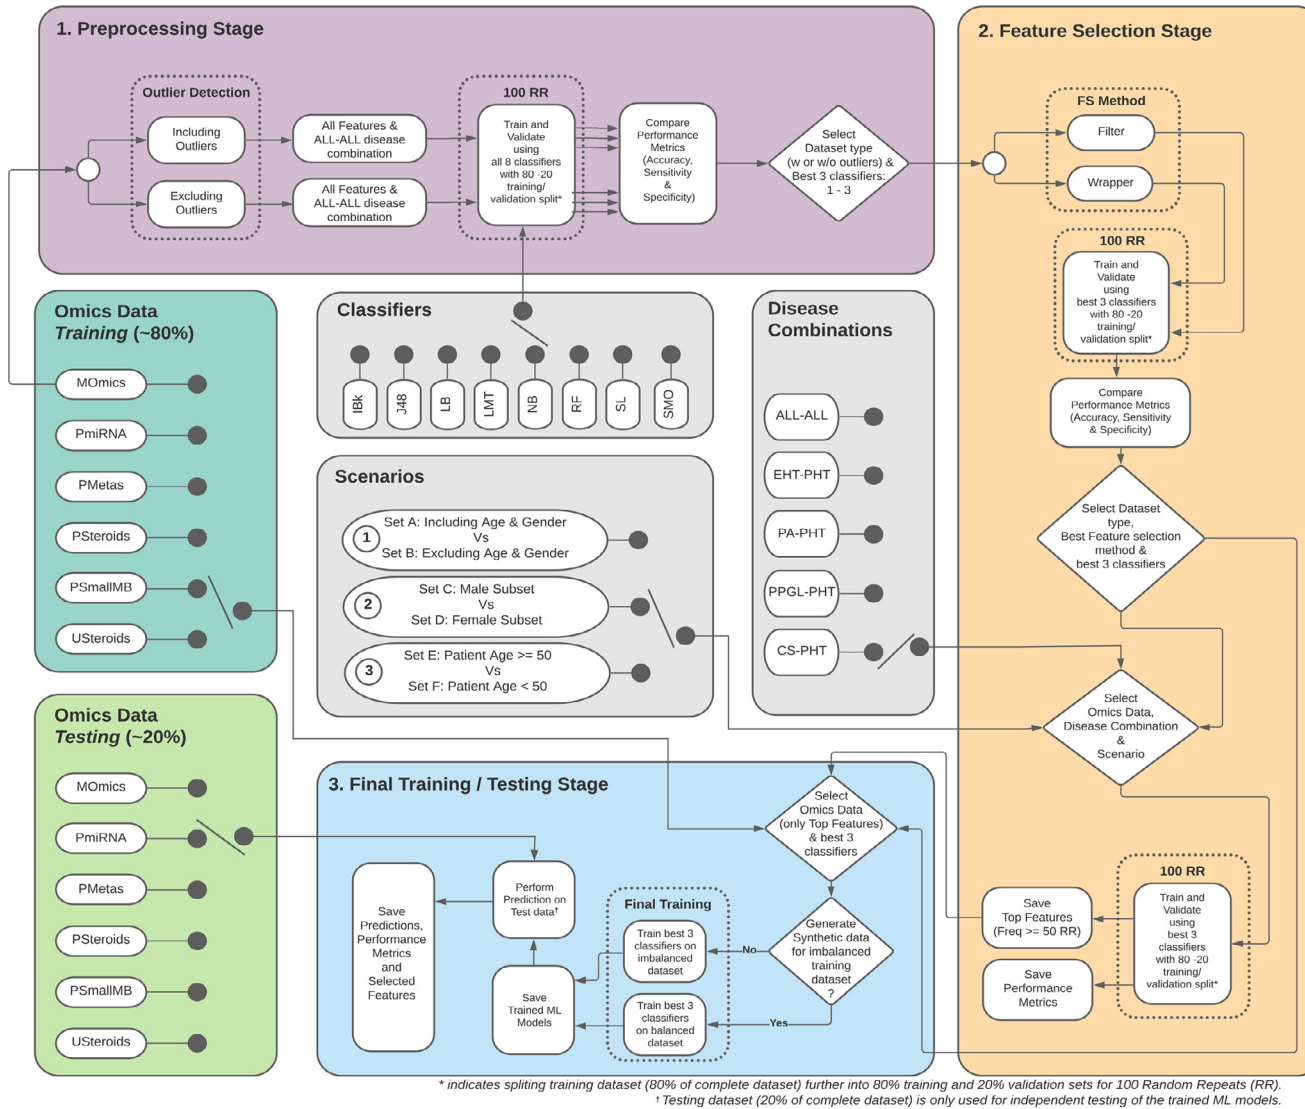 1. Preprocessing Stage
Outlier Detection
Including
Outliers
Excluding
Outliers
All Features &
ALL-ALL disease
combination
All Features &
ALL-ALL disease
combination
100 RR
Train and
Validate
using
all 8 classifiers
with 80 -20
training/
validation split*
Compare
Performance
Metrics
(Accuracy,
Sensitivity
&
Specificity)
Select
Dataset type
(w or w/o outliers) &
Best 3 classifiers:
1 - 3
2. Feature Selection Stage
FS Method
Filter
Wrapper
100 RR
Train and
Validate
using
best 3 classifiers
with 80 -20
training/
validation split*
Compare
Performance Metrics
(Accuracy, Sensitivity
& Specificity)
Select Dataset
type,
Best Feature selection
method &
best 3 classifiers
Select
Omics Data,
Disease Combination
&
Scenario
100 RR
Train and
Validate
using
best 3
classifiers
with 80 -20
training/
validation split*
Save
Top Features
(Freq >= 50 RR)
Save
Performance
Metrics
Omics Data
Training (~80%)
MOmics
PmiRNA
PMetas
PSteroids
PSmallMB
USteroids
Classifiers
IBk
J48
LB
LMT
NB
RF
SL
SMO
Scenarios
1
Set A: Including Age & Gender
Vs
Set B: Excluding Age & Gender
2
Set C: Male Subset
Vs
Set D: Female Subset
3
Set E: Patient Age >= 50
Vs
Set F: Patient Age < 50
Disease
Combinations
ALL-ALL
EHT-PHT
PA-PHT
PPGL-PHT
CS-PHT
Omics Data
Testing (~20%)
MOmics
PmiRNA
PMetas
PSteroids
PSmallMB
USteroids
3. Final Training / Testing Stage
Select
Omics Data
(only Top Features)
& best 3
classifiers
Generate
Synthetic data
for imbalanced
training
dataset
?
No
Yes
Final Training
Train best 3
classifiers on
imbalanced
dataset
Train best 3
classifiers
on balanced
dataset
Save
Trained ML
Models
Perform
Prediction on
Test data†
Save
Predictions,
Performance
Metrics
and
Selected
Features
* indicates spliting training dataset (80% of complete dataset) further into 80% training and 20% validation sets for 100 Random Repeats (RR).
† Testing dataset (20% of complete dataset) is only used for independent testing of the trained ML models.